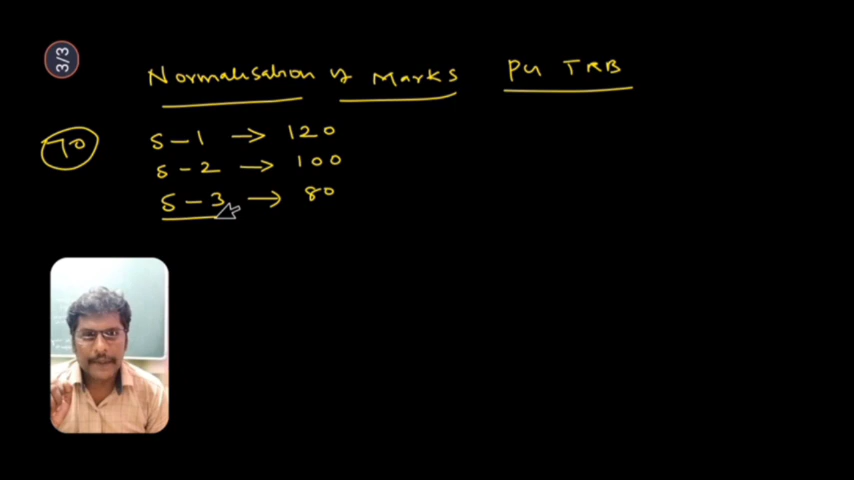 3/3
Normalisation of Marks PG TRB
70 S-1 → 120
S-2 → 100
S-3 → 80